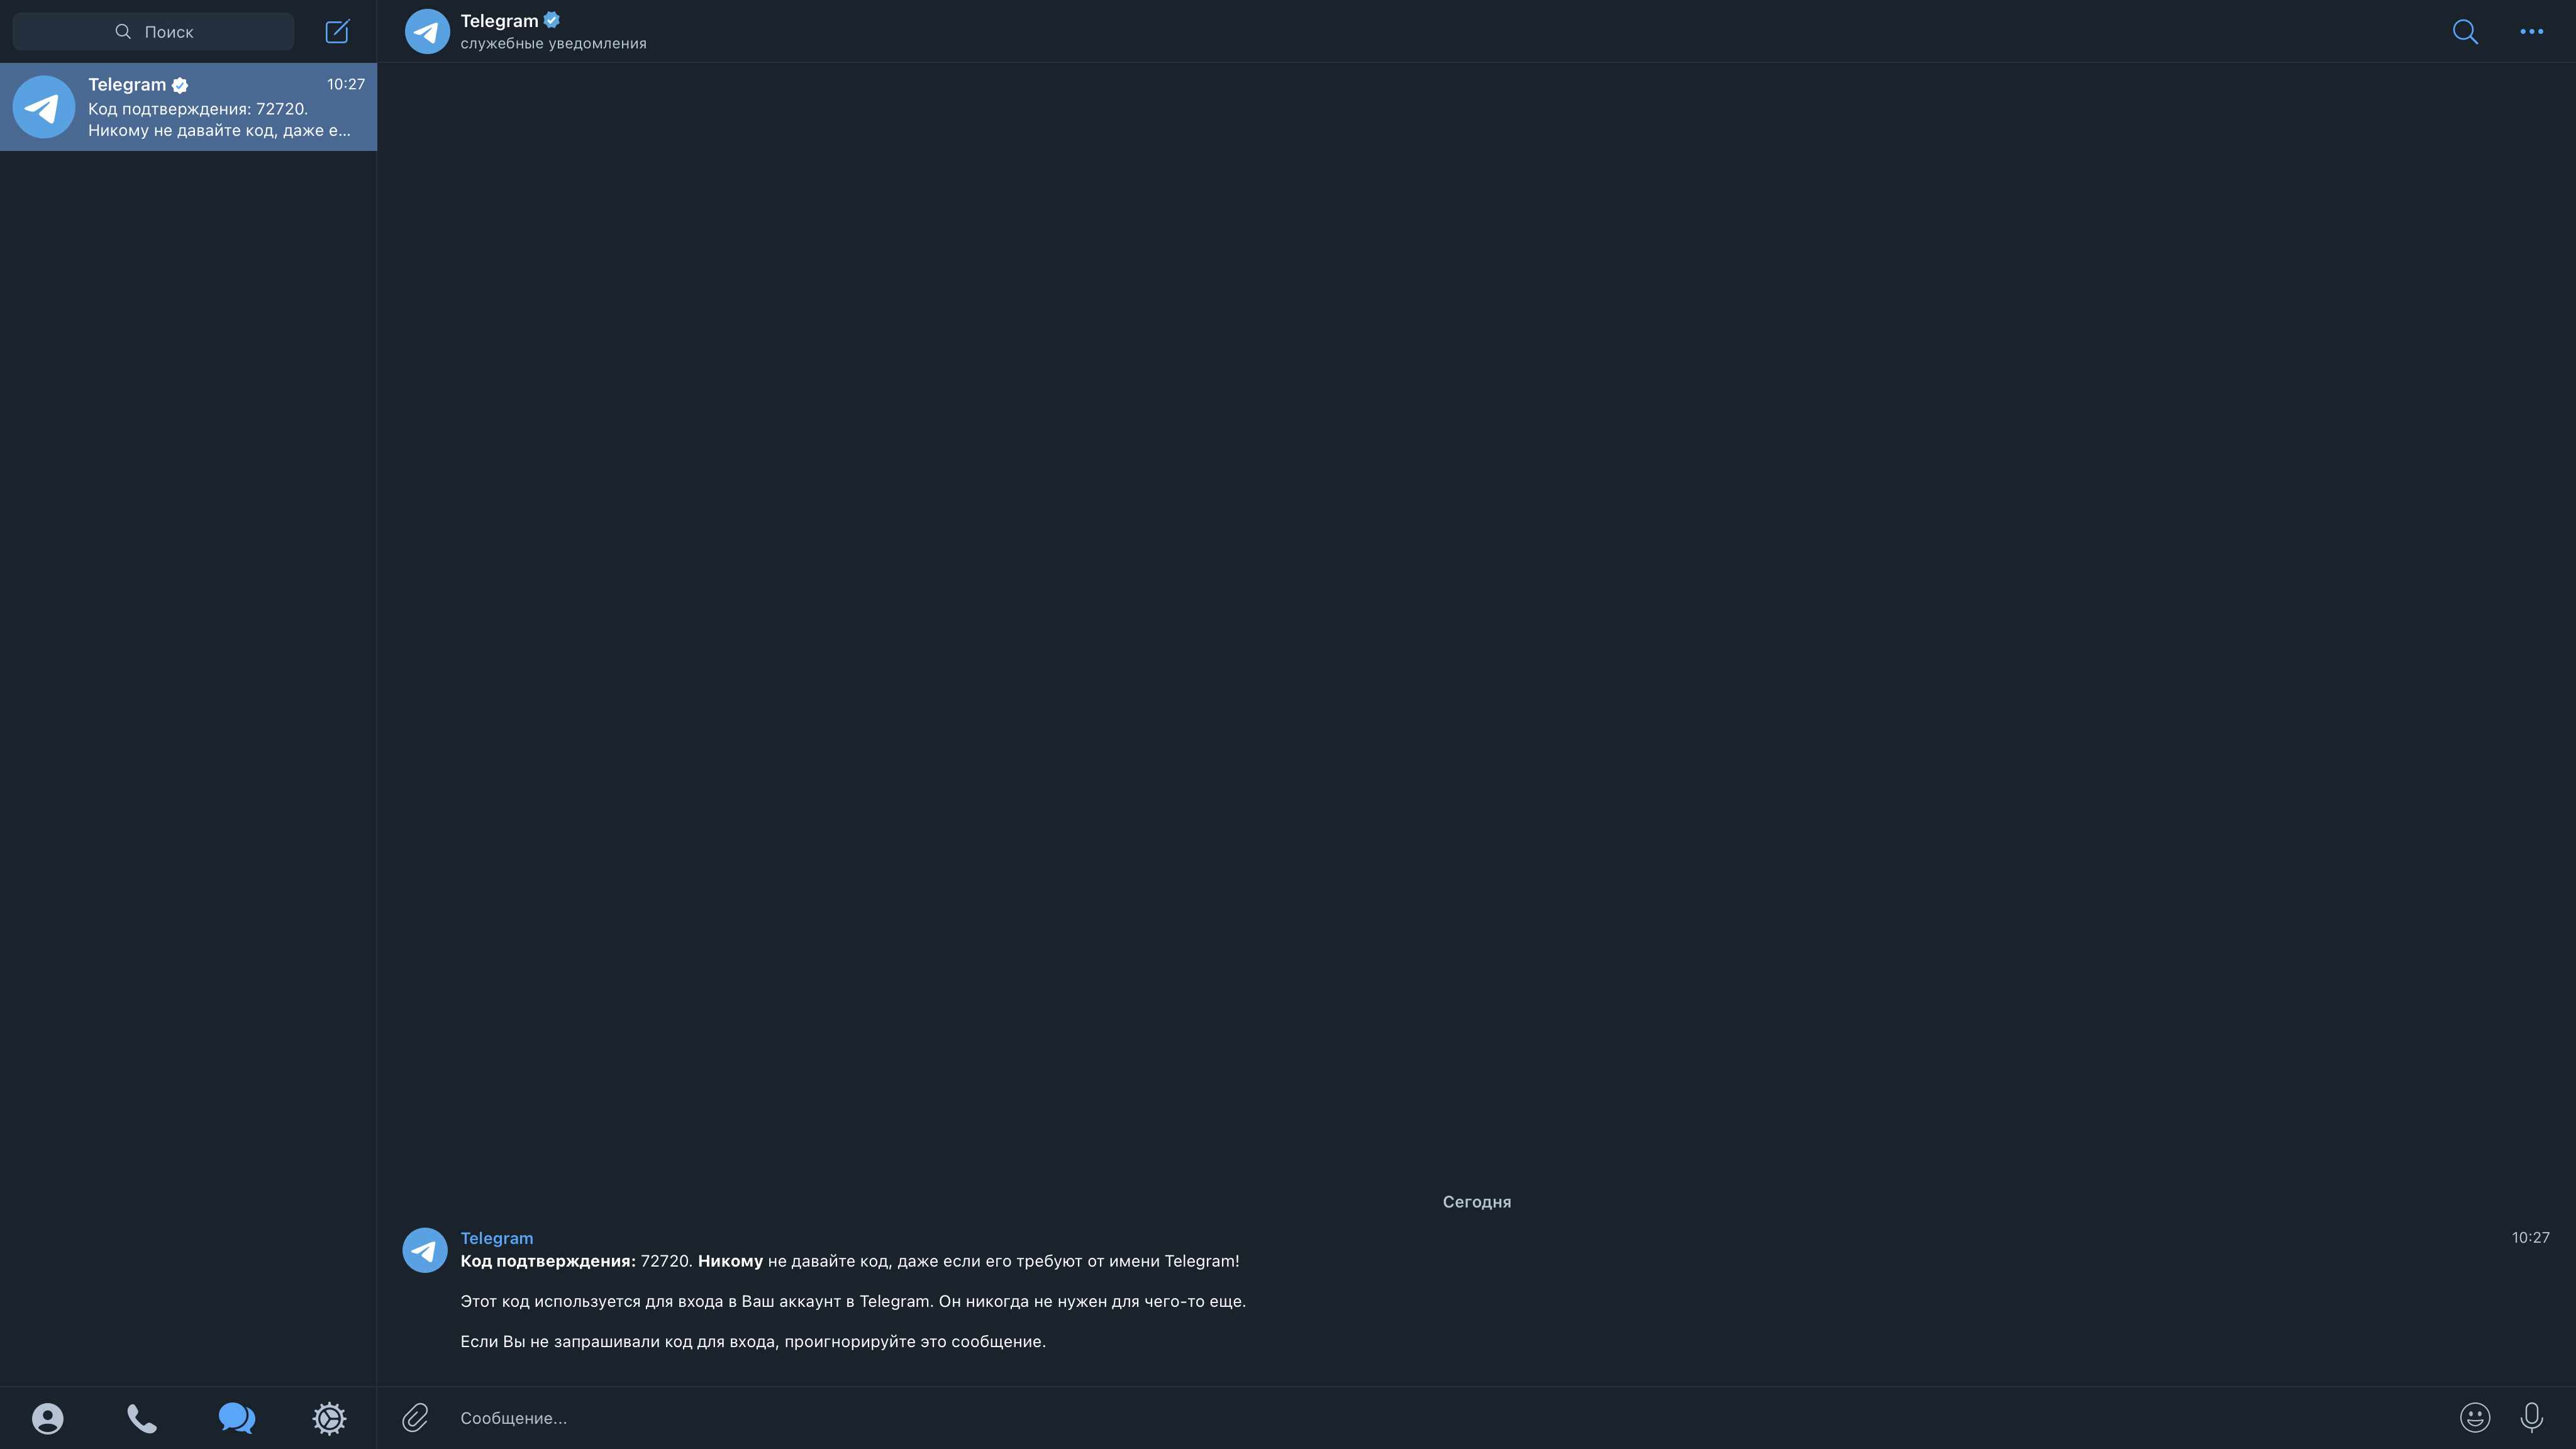 Поиск
Telegram
10:27
Код подтверждения: 72720.
Никому не давайте код, даже е...
Telegram
служебные уведомления
Сегодня
Telegram
10:27
Код подтверждения: 72720. Никому не давайте код, даже если его требуют от имени Telegram!
Этот код используется для входа в Ваш аккаунт в Telegram. Он никогда не нужен для чего-то еще.
Если Вы не запрашивали код для входа, проигнорируйте это сообщение.
Сообщение...